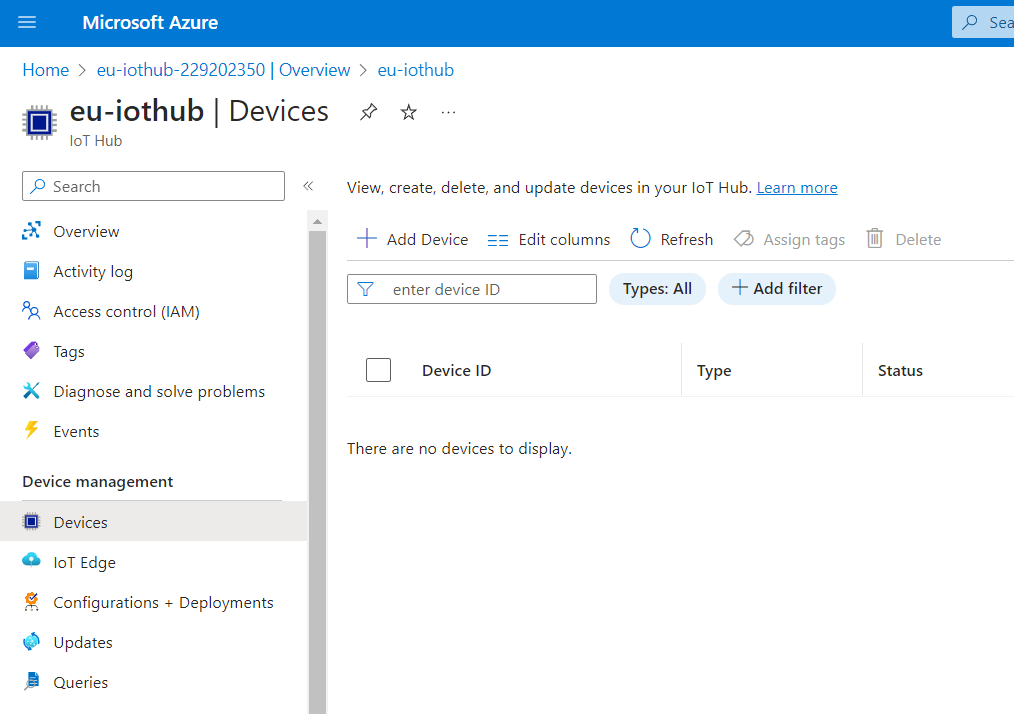 Microsoft Azure
Sea
Home > eu-iothub-229202350 | Overview > eu-iothub
eu-iothub | Devices
IoT Hub
Search
«
Overview
Activity log
Access control (IAM)
Tags
Diagnose and solve problems
Events
Device management
Devices
IoT Edge
Configurations + Deployments
Updates
Queries
View, create, delete, and update devices in your IoT Hub. Learn more
Add Device Edit columns Refresh Assign tags Delete
enter device ID Types: All Add filter
Device ID Type Status
There are no devices to display.